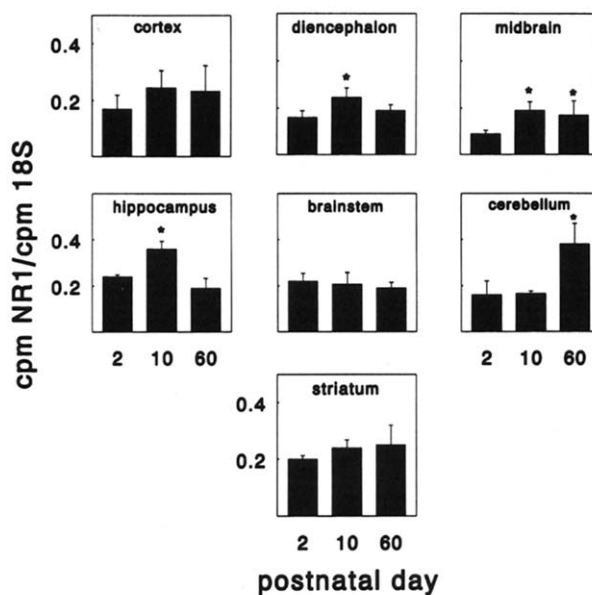 cpm NR1/cpm 18S
0.4
0.2
cortex
diencephalon
*
midbrain
* *
0.4
0.2
hippocampus
*
brainstem
cerebellum
*
2 10 60
2 10 60
0.4
0.2
striatum
2 10 60
postnatal day